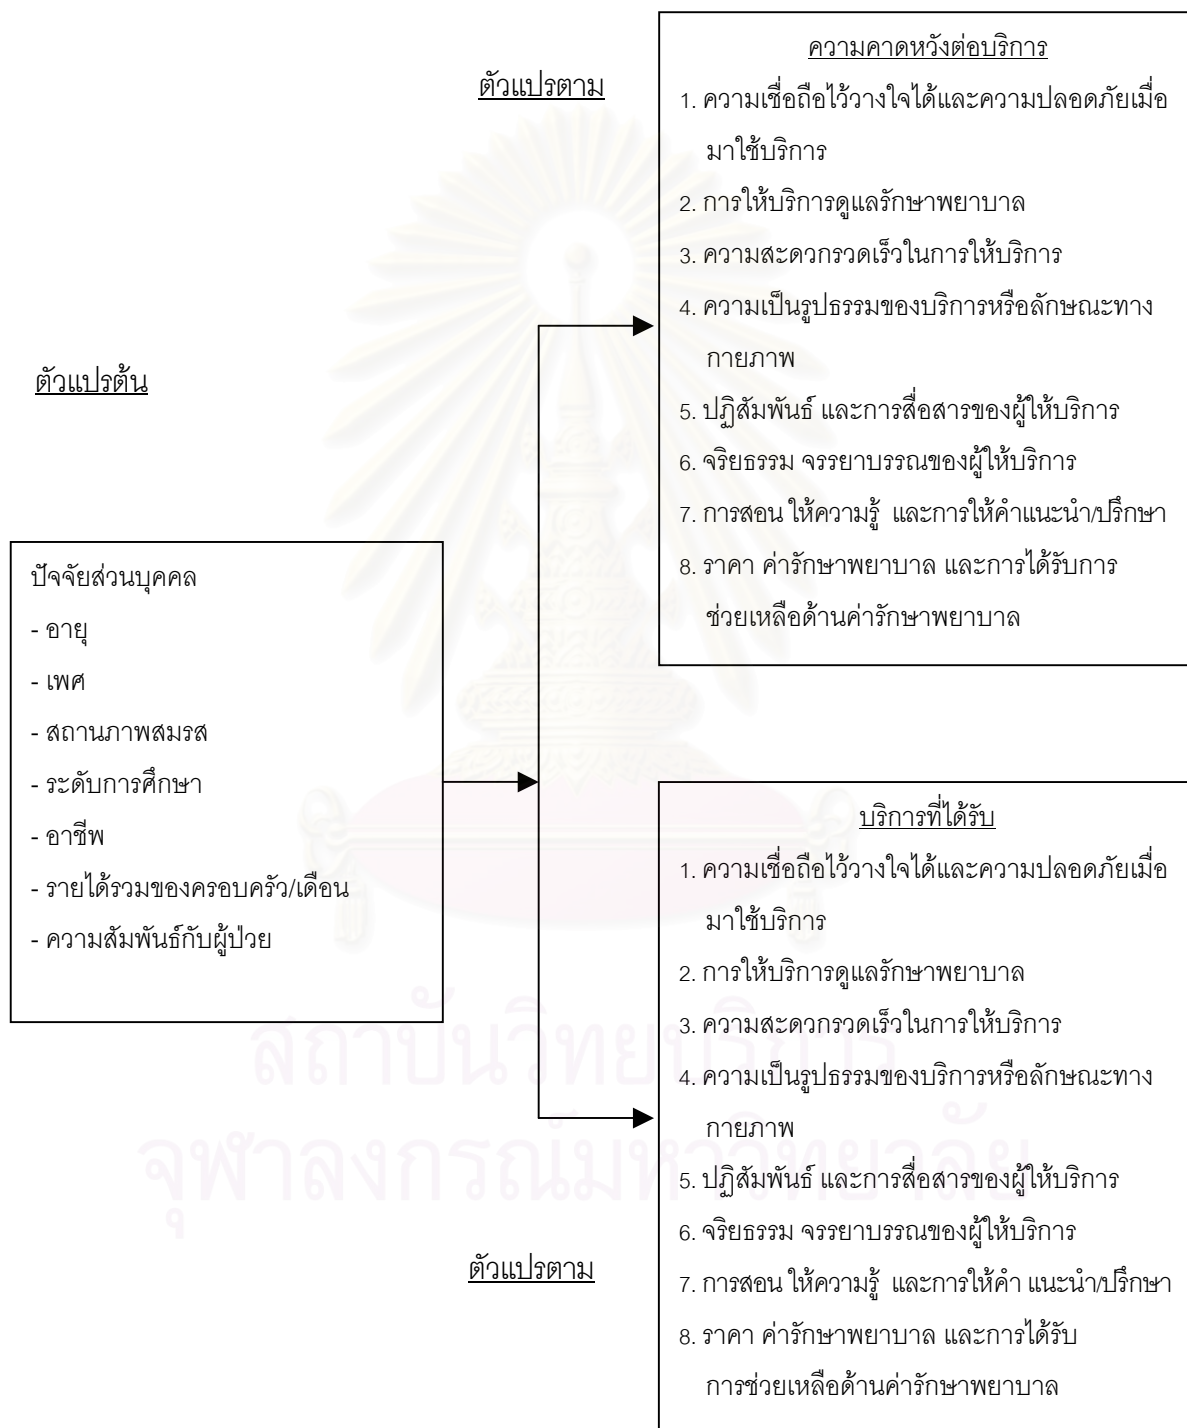 ตัวแปรตาม
ความคาดหวังต่อบริการ
1. ความเชื่อถือไว้วางใจได้และความปลอดภัยเมื่อ
มาใช้บริการ
2. การให้บริการดูแลรักษาพยาบาล
3. ความสะดวกรวดเร็วในการให้บริการ
4. ความเป็นรูปธรรมของบริการหรือลักษณะทาง
กายภาพ
5. ปฏิสัมพันธ์ และการสื่อสารของผู้ให้บริการ
6. จริยธรรม จรรยาบรรณของผู้ให้บริการ
7. การสอน ให้ความรู้ และการให้คำแนะนำ/ปรึกษา
8. ราคา ค่ารักษาพยาบาล และการได้รับการ
ช่วยเหลือด้านค่ารักษาพยาบาล
ตัวแปรต้น
ปัจจัยส่วนบุคคล
- อายุ
- เพศ
- สถานภาพสมรส
- ระดับการศึกษา
- อาชีพ
- รายได้รวมของครอบครัว/เดือน
- ความสัมพันธ์กับผู้ป่วย
บริการที่ได้รับ
1. ความเชื่อถือไว้วางใจได้และความปลอดภัยเมื่อ
มาใช้บริการ
2. การให้บริการดูแลรักษาพยาบาล
3. ความสะดวกรวดเร็วในการให้บริการ
4. ความเป็นรูปธรรมของบริการหรือลักษณะทาง
กายภาพ
5. ปฏิสัมพันธ์ และการสื่อสารของผู้ให้บริการ
6. จริยธรรม จรรยาบรรณของผู้ให้บริการ
7. การสอน ให้ความรู้ และการให้คำ แนะนำ/ปรึกษา
8. ราคา ค่ารักษาพยาบาล และการได้รับ
การช่วยเหลือด้านค่ารักษาพยาบาล
ตัวแปรตาม
สถาบันวิทยบริการ
จุฬาลงกรณ์มหาวิทยาลัย